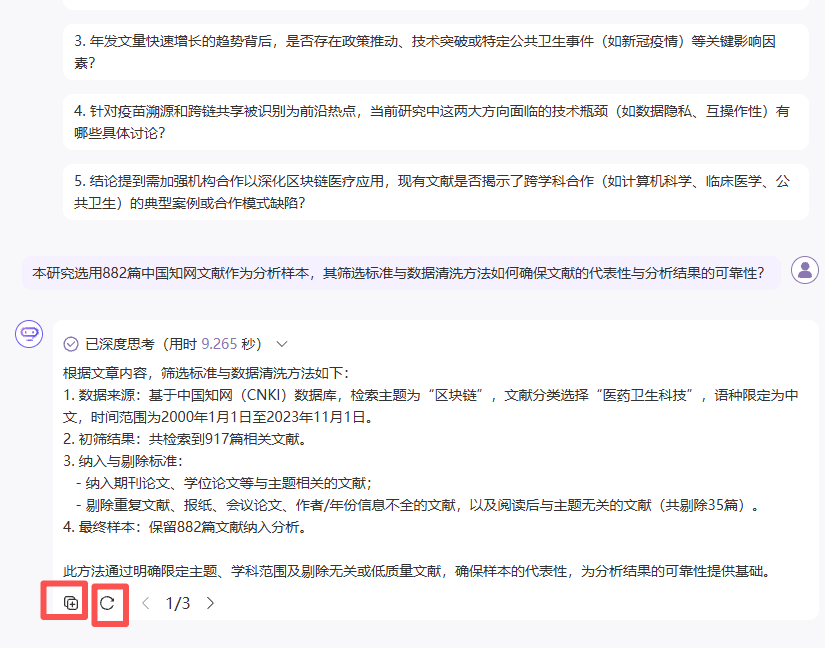 3. 年发文量快速增长的趋势背后，是否存在政策推动、技术突破或特定公共卫生事件（如新冠疫情）等关键影响因
素？
4. 针对疫苗溯源和跨链共享被识别为前沿热点，当前研究中这两大方向面临的技术瓶颈（如数据隐私、互操作性）有
哪些具体讨论？
5. 结论提到需加强机构合作以深化区块链医疗应用，现有文献是否揭示了跨学科合作（如计算机科学、临床医学、公
共卫生）的典型案例或合作模式缺陷？
本研究选用882篇中国知网文献作为分析样本，其筛选标准与数据清洗方法如何确保文献的代表性与分析结果的可靠性？
已深度思考（用时 9.265 秒）
根据文章内容，筛选标准与数据清洗方法如下：
1. 数据来源：基于中国知网（CNKI）数据库，检索主题为“区块链”，文献分类选择“医药卫生科技”，语种限定为中
文，时间范围为2000年1月1日至2023年11月1日。
2. 初筛结果：共检索到917篇相关文献。
3. 纳入与剔除标准：
- 纳入期刊论文、学位论文等与主题相关的文献；
- 剔除重复文献、报纸、会议论文、作者/年份信息不全的文献，以及阅读后与主题无关的文献（共剔除35篇）。
4. 最终样本：保留882篇文献纳入分析。
此方法通过明确限定主题、学科范围及剔除无关或低质量文献，确保样本的代表性，为分析结果的可靠性提供基础。
1/3